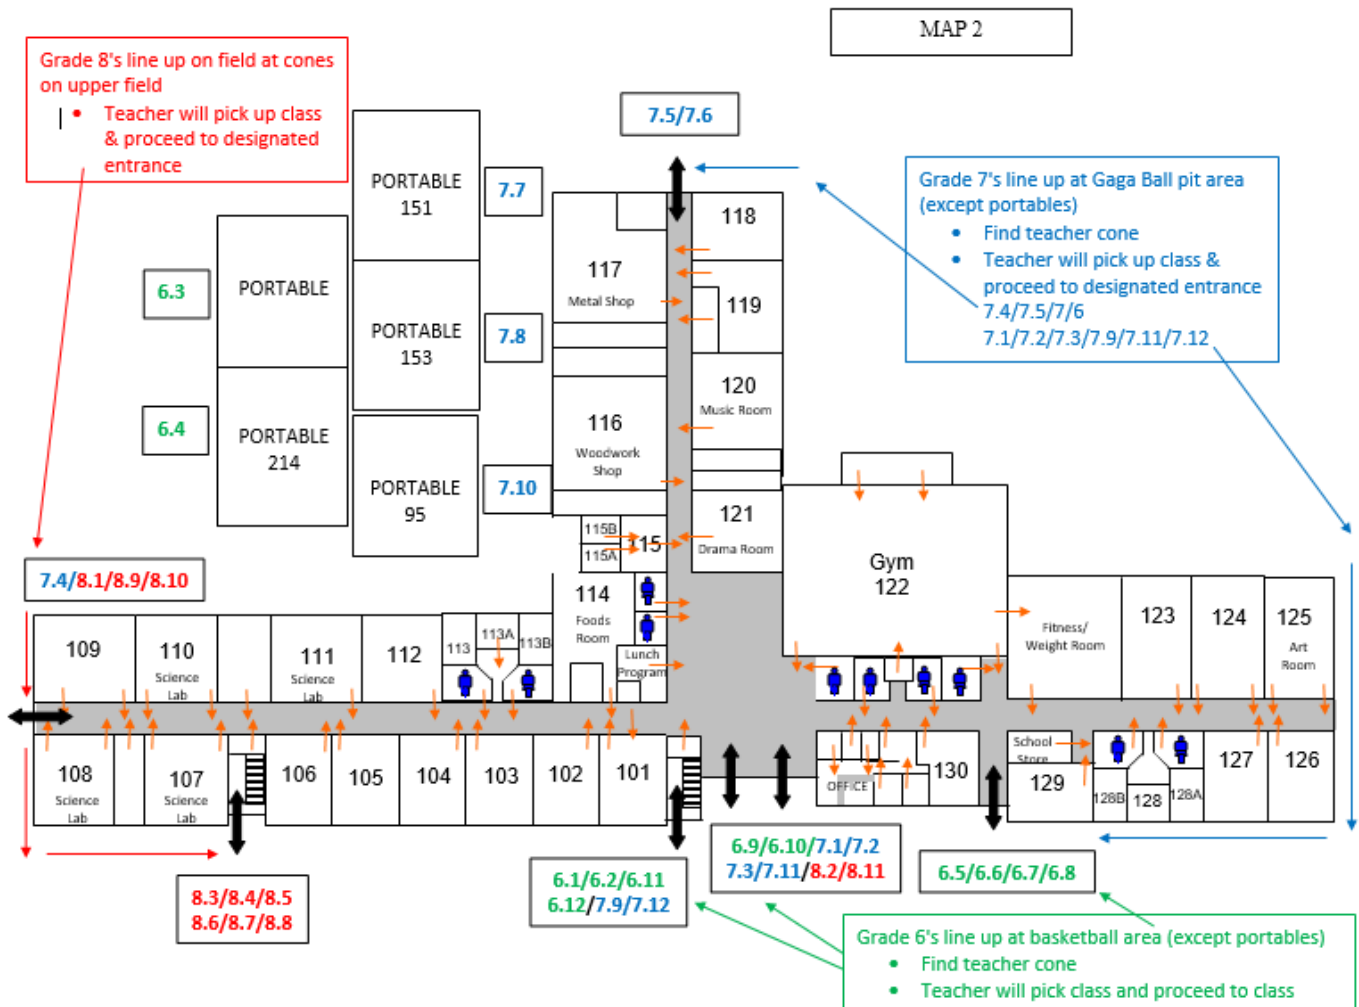 MAP 2
Grade 8's line up on field at cones
on upper field
• Teacher will pick up class
& proceed to designated
entrance
7.5/7.6
Grade 7's line up at Gaga Ball pit area
(except portables)
• Find teacher cone
• Teacher will pick up class &
proceed to designated entrance
7.4/7.5/7/6
7.1/7.2/7.3/7.9/7.11/7.12
PORTABLE
151
7.7
118
117
Metal Shop
119
6.3
PORTABLE
PORTABLE
153
7.8
120
Music Room
116
Woodwork
Shop
6.4
PORTABLE
214
PORTABLE
95
7.10
121
Drama Room
115B
115A
115
Gym
122
7.4/8.1/8.9/8.10
114
Foods
Room
Lunch
Program
109
110
Science
Lab
111
Science
Lab
112
113
113A
113B
Fitness/
Weight Room
123
124
125
Art
Room
108
Science
Lab
107
Science
Lab
106
105
104
103
102
101
OFFICE
130
School
Store
129
128B
128
128A
127
126
8.3/8.4/8.5
8.6/8.7/8.8
6.1/6.2/6.11
6.12/7.9/7.12
6.9/6.10/7.1/7.2
7.3/7.11/8.2/8.11
6.5/6.6/6.7/6.8
Grade 6's line up at basketball area (except portables)
• Find teacher cone
• Teacher will pick class and proceed to class